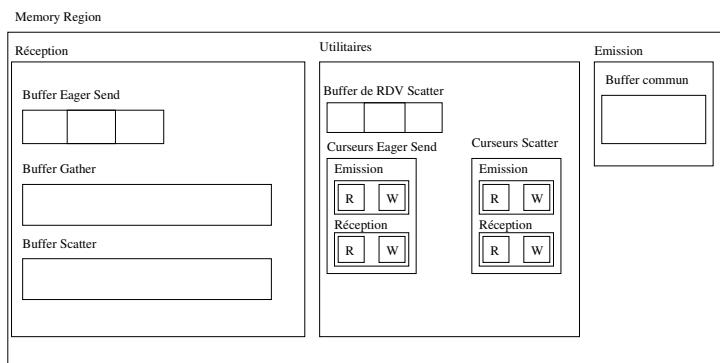 Memory Region
Réception
Utilitaires
Emission
Buffer Eager Send
Buffer de RDV Scatter
Buffer commun
Curseurs Eager Send
Curseurs Scatter
Buffer Gather
Emission
Emission
R W
R W
Réception
Réception
Buffer Scatter
R W
R W